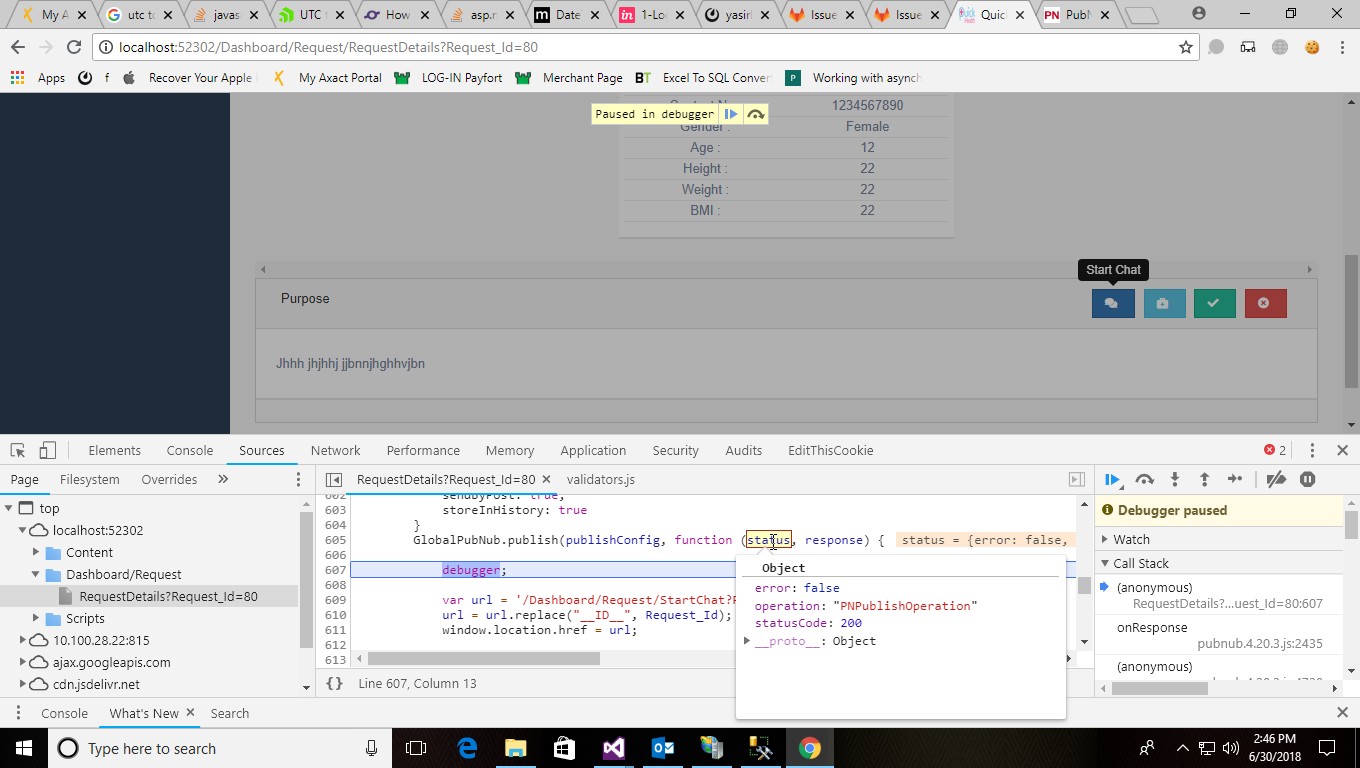 My A
utc to
javas
UTC t
How
asp.n
Date
1-Lo
yasirl
Issue
Issue
Quic
PubN
localhost:52302/Dashboard/Request/RequestDetails?Request_Id=80
Apps f Recover Your Apple My Axact Portal LOG-IN Payfort Merchant Page BT Excel To SQL Conver P Working with asynch
1234567890
Paused in debugger
Gender : Female
Age : 12
Height : 22
Weight : 22
BMI : 22
Start Chat
Purpose
Jhhh jhjhhj jjbnnjhghhvjbn
Elements Console Sources Network Performance Memory Application Security Audits EditThisCookie 2
Page Filesystem Overrides » RequestDetails?Request_Id=80 validators.js
top
localhost:52302
Content
Dashboard/Request
RequestDetails?Request_Id=80
Scripts
10.100.28.22:815
ajax.googleapis.com
cdn.jsdelivr.net
602 sendByPost: true,
603 storeInHistory: true
604 }
605 GlobalPubNub.publish(publishConfig, function (status, response) { status = {error: false,
606
607 debugger;
608
609 var url = '/Dashboard/Request/StartChat?R
610 url = url.replace("__ID__", Request_Id);
611 window.location.href = url;
612
613
Object
error: false
operation: "PNPublishOperation"
statusCode: 200
__proto__: Object
{} Line 607, Column 13
Debugger paused
Watch
Call Stack
(anonymous)
RequestDetails?...uest_Id=80:607
onResponse
pubnub.4.20.3.js:2435
(anonymous)
Console What's New Search
Type here to search
2:46 PM
6/30/2018